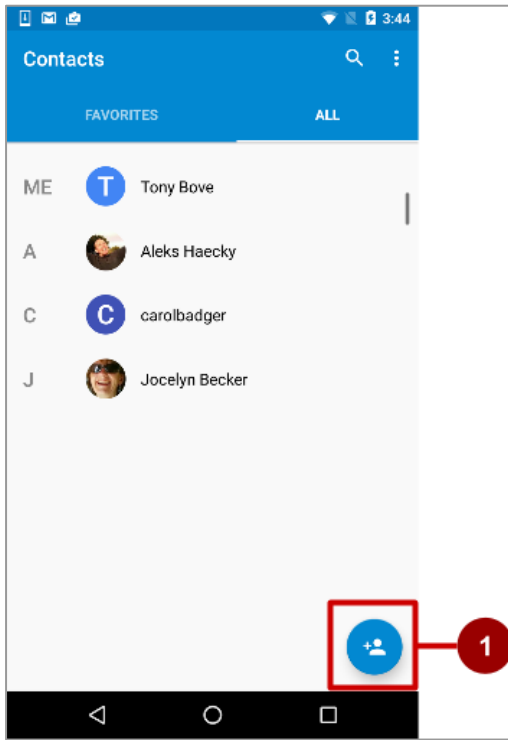 3:44
Contacts
FAVORITES ALL
ME T Tony Bove
A Aleks Haecky
C C carolbadger
J Jocelyn Becker
1